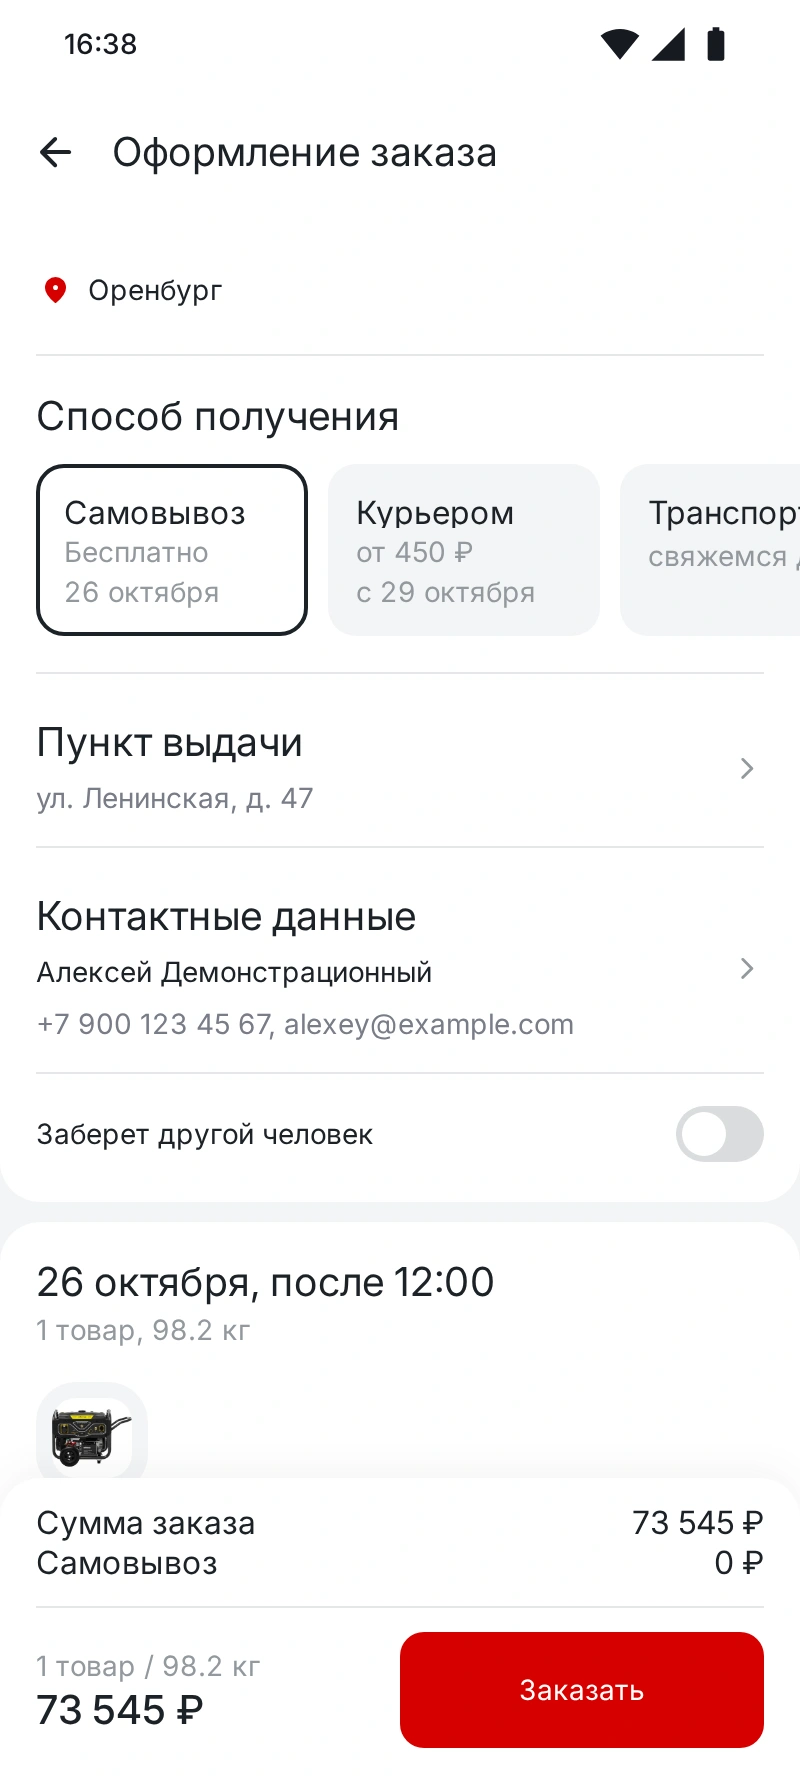 16:38
Оформление заказа
Оренбург
Способ получения
Самовывоз
Бесплатно
26 октября
Курьером
от 450 ₽
с 29 октября
Транспорт
свяжемся
Пункт выдачи
ул. Ленинская, д. 47
Контактные данные
Алексей Демонстрационный
+7 900 123 45 67, alexey@example.com
Заберет другой человек
26 октября, после 12:00
1 товар, 98.2 кг
Сумма заказа 73 545 ₽
Самовывоз 0 ₽
1 товар / 98.2 кг
73 545 ₽
Заказать